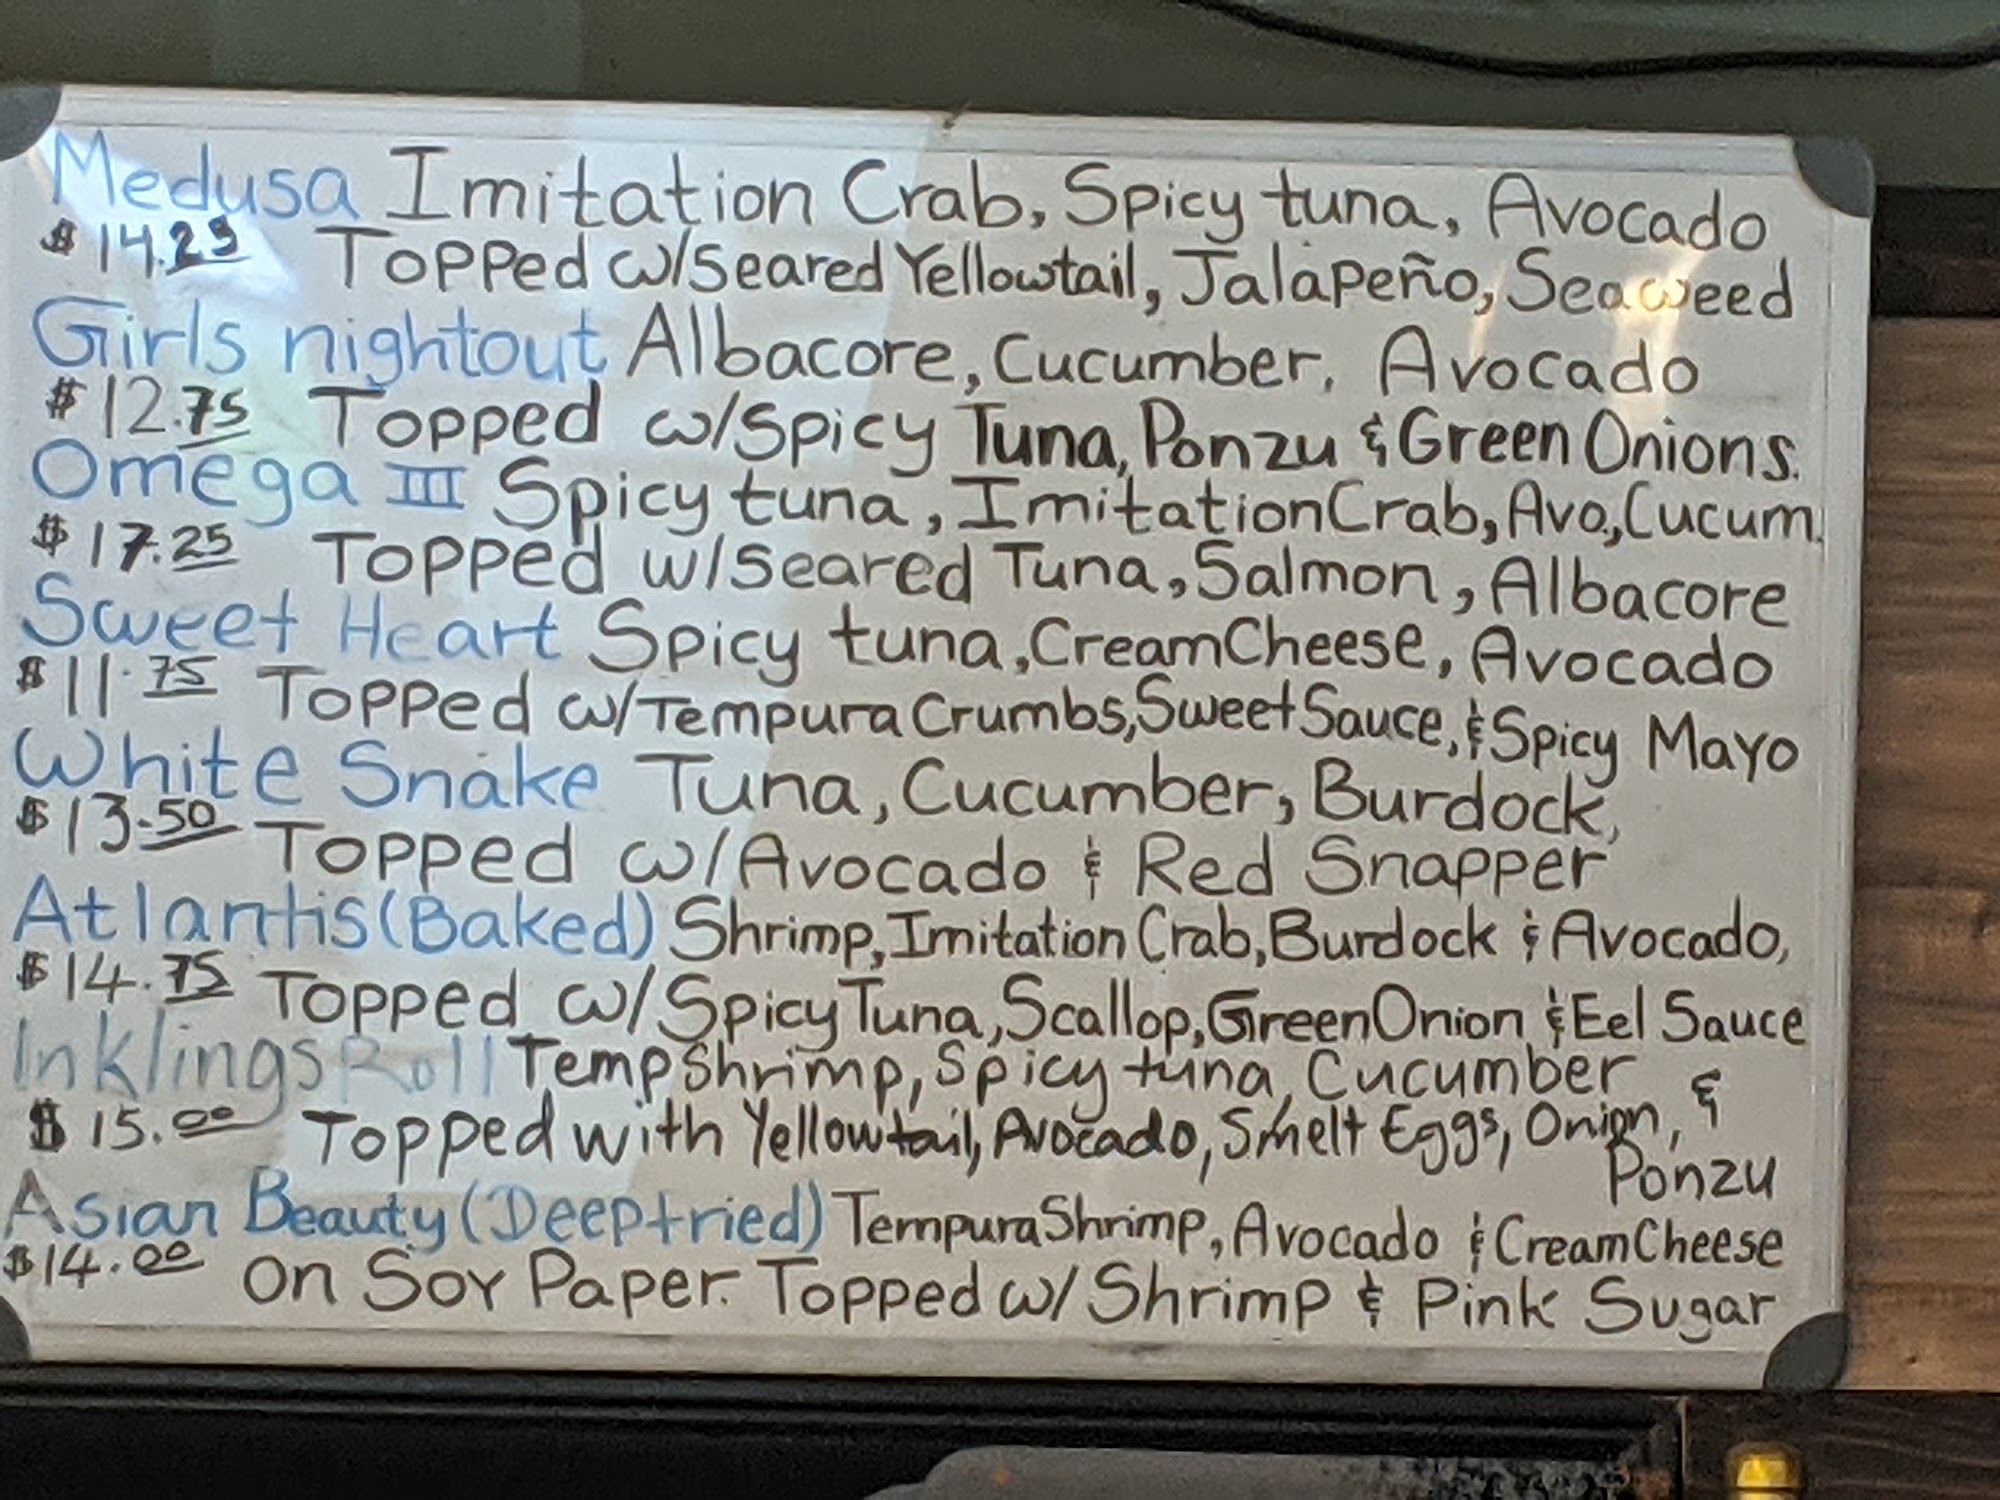 Medusa Imitation Crab, Spicy tuna, Avocado
$14.25 Topped w/Seared Yellowtail, Jalapeño, Seaweed
Girls nightout Albacore, Cucumber, Avocado
$12.75 Topped w/Spicy Tuna, Ponzu & Green Onions.
Omega III Spicy tuna, Imitation Crab, Avo., Cucum.
$17.25 Topped w/Seared Tuna, Salmon, Albacore
Sweet Heart Spicy tuna, Cream Cheese, Avocado
$11.75 Topped w/Tempura Crumbs, Sweet Sauce, & Spicy Mayo
White Snake Tuna, Cucumber, Burdock,
$13.50 Topped w/Avocado & Red Snapper
Atlantis (Baked) Shrimp, Imitation Crab, Burdock & Avocado,
$14.75 Topped w/Spicy Tuna, Scallop, Green Onion & Eel Sauce
Inklings Roll Temp Shrimp, Spicy tuna, Cucumber &
$15.00 Topped with Yellowtail, Avocado, Smelt Eggs, Onion, &
Ponzu
Asian Beauty (Deepfried) Tempura Shrimp, Avocado & Cream Cheese
$14.00 on Soy Paper. Topped w/ Shrimp & Pink Sugar